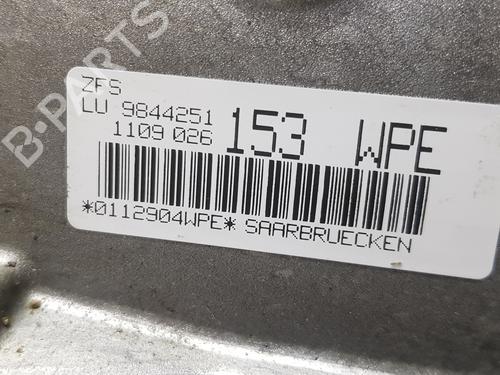 B-PARTS
ZFS
LU 9844251
1109 026 153 WPE
*0112904WPE* SAARBRUECKEN